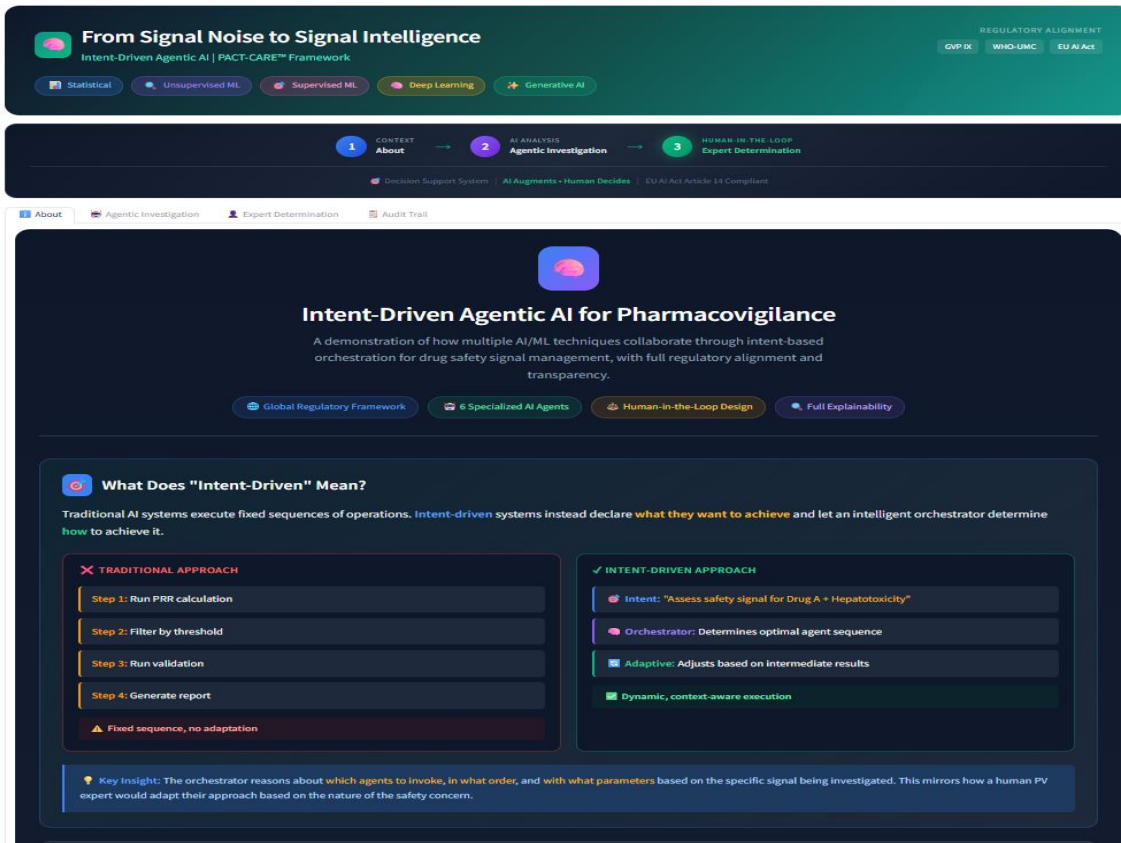 From Signal Noise to Signal Intelligence
Intent-Driven Agentic AI | PACT-CARE™ Framework
REGULATORY ALIGNMENT
GVP IX
WHO-UMC
EU AI Act
Statistical
Unsupervised ML
Supervised ML
Deep Learning
Generative AI
1
CONTEXT
About
→
2
AI ANALYSIS
Agentic Investigation
→
3
HUMAN-IN-THE-LOOP
Expert Determination
Decision Support System | AI Augments • Human Decides | EU AI Act Article 14 Compliant
About
Agentic Investigation
Expert Determination
Audit Trail
Intent-Driven Agentic AI for Pharmacovigilance
A demonstration of how multiple AI/ML techniques collaborate through intent-based
orchestration for drug safety signal management, with full regulatory alignment and
transparency.
Global Regulatory Framework
6 Specialized AI Agents
Human-in-the-Loop Design
Full Explainability
What Does "Intent-Driven" Mean?
Traditional AI systems execute fixed sequences of operations. Intent-driven systems instead declare what they want to achieve and let an intelligent orchestrator determine
how to achieve it.
TRADITIONAL APPROACH
Step 1: Run PRR calculation
Step 2: Filter by threshold
Step 3: Run validation
Step 4: Generate report
Fixed sequence, no adaptation
INTENT-DRIVEN APPROACH
Intent: "Assess safety signal for Drug A + Hepatotoxicity"
Orchestrator: Determines optimal agent sequence
Adaptive: Adjusts based on intermediate results
Dynamic, context-aware execution
Key Insight: The orchestrator reasons about which agents to invoke, in what order, and with what parameters based on the specific signal being investigated. This mirrors how a human PV
expert would adapt their approach based on the nature of the safety concern.